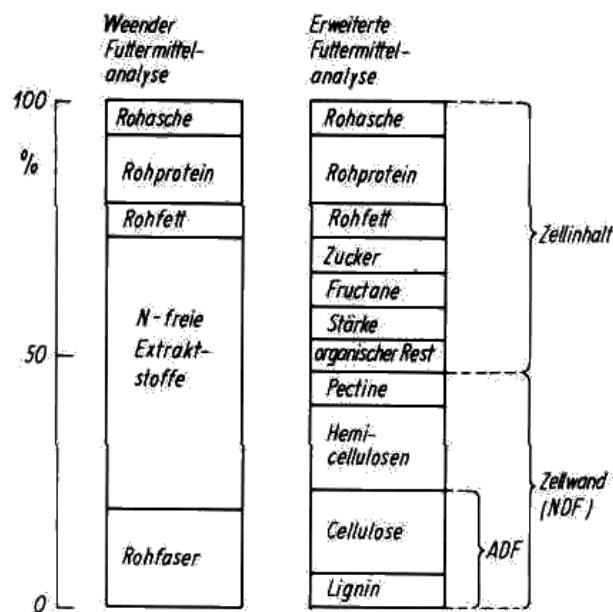 Weender
Futtermittel-
analyse
Erweiterte
Futtermittel-
analyse
100
%
50
0
Rohasche
Rohprotein
Rohfett
N-freie
Extrakt-
stoffe
Rohfaser
Rohasche
Rohprotein
Rohfett
Zucker
Fructane
Stärke
organischer Rest
Pectine
Hemi-
cellulosen
Cellulose
Lignin
Zellinhalt
Zellwand
(NDF)
ADF